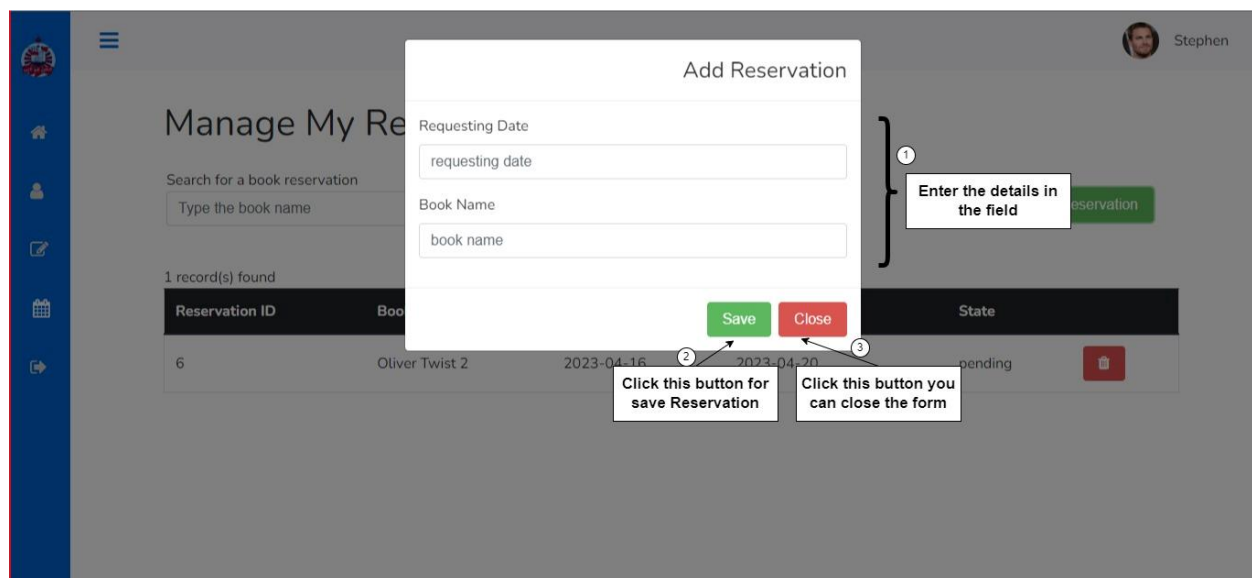 Stephen
Add Reservation
Manage My Re
Requesting Date
requesting date
1
Search for a book reservation
Enter the details in
the field
Type the book name
Book Name
eservation
book name
1 record(s) found
Reservation ID
Boo
State
Save
Close
2
3
6
Oliver Twist 2
2023-04-16
2023-04-20
pending
Click this button for
save Reservation
Click this button you
can close the form